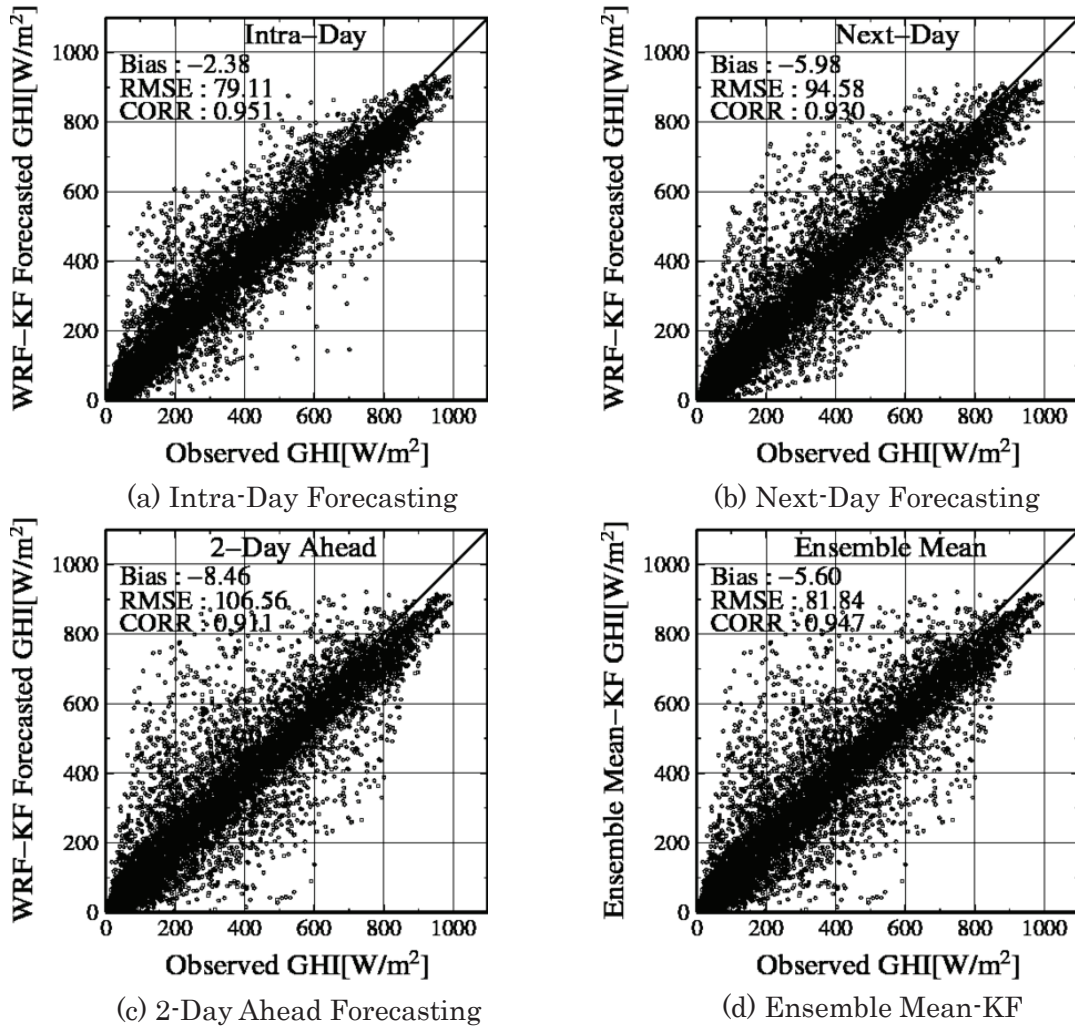 Intra–Day
Bias : –2.38
RMSE : 79.11
CORR : 0.951
WRF–KF Forecasted GHI[W/m²]
1000
800
600
400
200
0
0 200 400 600 800 1000
Observed GHI[W/m²]
(a) Intra-Day Forecasting
Next–Day
Bias : –5.98
RMSE : 94.58
CORR : 0.930
WRF–KF Forecasted GHI[W/m²]
1000
800
600
400
200
0
0 200 400 600 800 1000
Observed GHI[W/m²]
(b) Next-Day Forecasting
2–Day Ahead
Bias : –8.46
RMSE : 106.56
CORR : 0.911
WRF–KF Forecasted GHI[W/m²]
1000
800
600
400
200
0
0 200 400 600 800 1000
Observed GHI[W/m²]
(c) 2-Day Ahead Forecasting
Ensemble Mean
Bias : –5.60
RMSE : 81.84
CORR : 0.947
Ensemble Mean–KF GHI[W/m²]
1000
800
600
400
200
0
0 200 400 600 800 1000
Observed GHI[W/m²]
(d) Ensemble Mean-KF